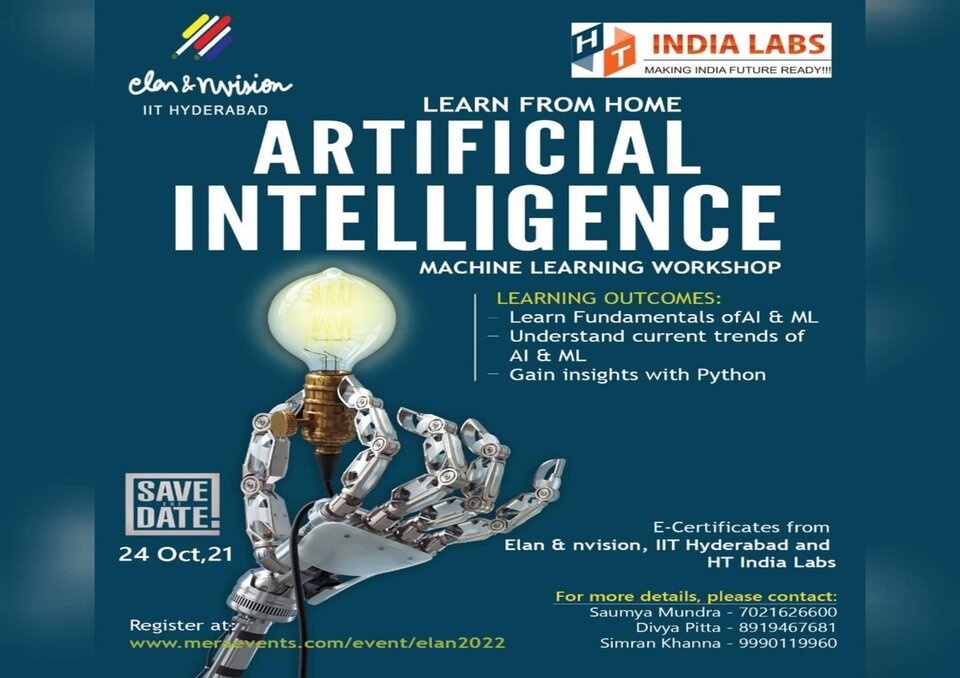 elan & nvision
IIT HYDERABAD
HT INDIA LABS
MAKING INDIA FUTURE READY!!!
LEARN FROM HOME
ARTIFICIAL
INTELLIGENCE
MACHINE LEARNING WORKSHOP
LEARNING OUTCOMES:
– Learn Fundamentals ofAI & ML
– Understand current trends of
AI & ML
– Gain insights with Python
SAVE
THE
DATE!
24 Oct,21
E-Certificates from
Elan & nvision, IIT Hyderabad and
HT India Labs
For more details, please contact:
Saumya Mundra - 7021626600
Divya Pitta - 8919467681
Simran Khanna - 9990119960
Register at:
www.meraevents.com/event/elan2022